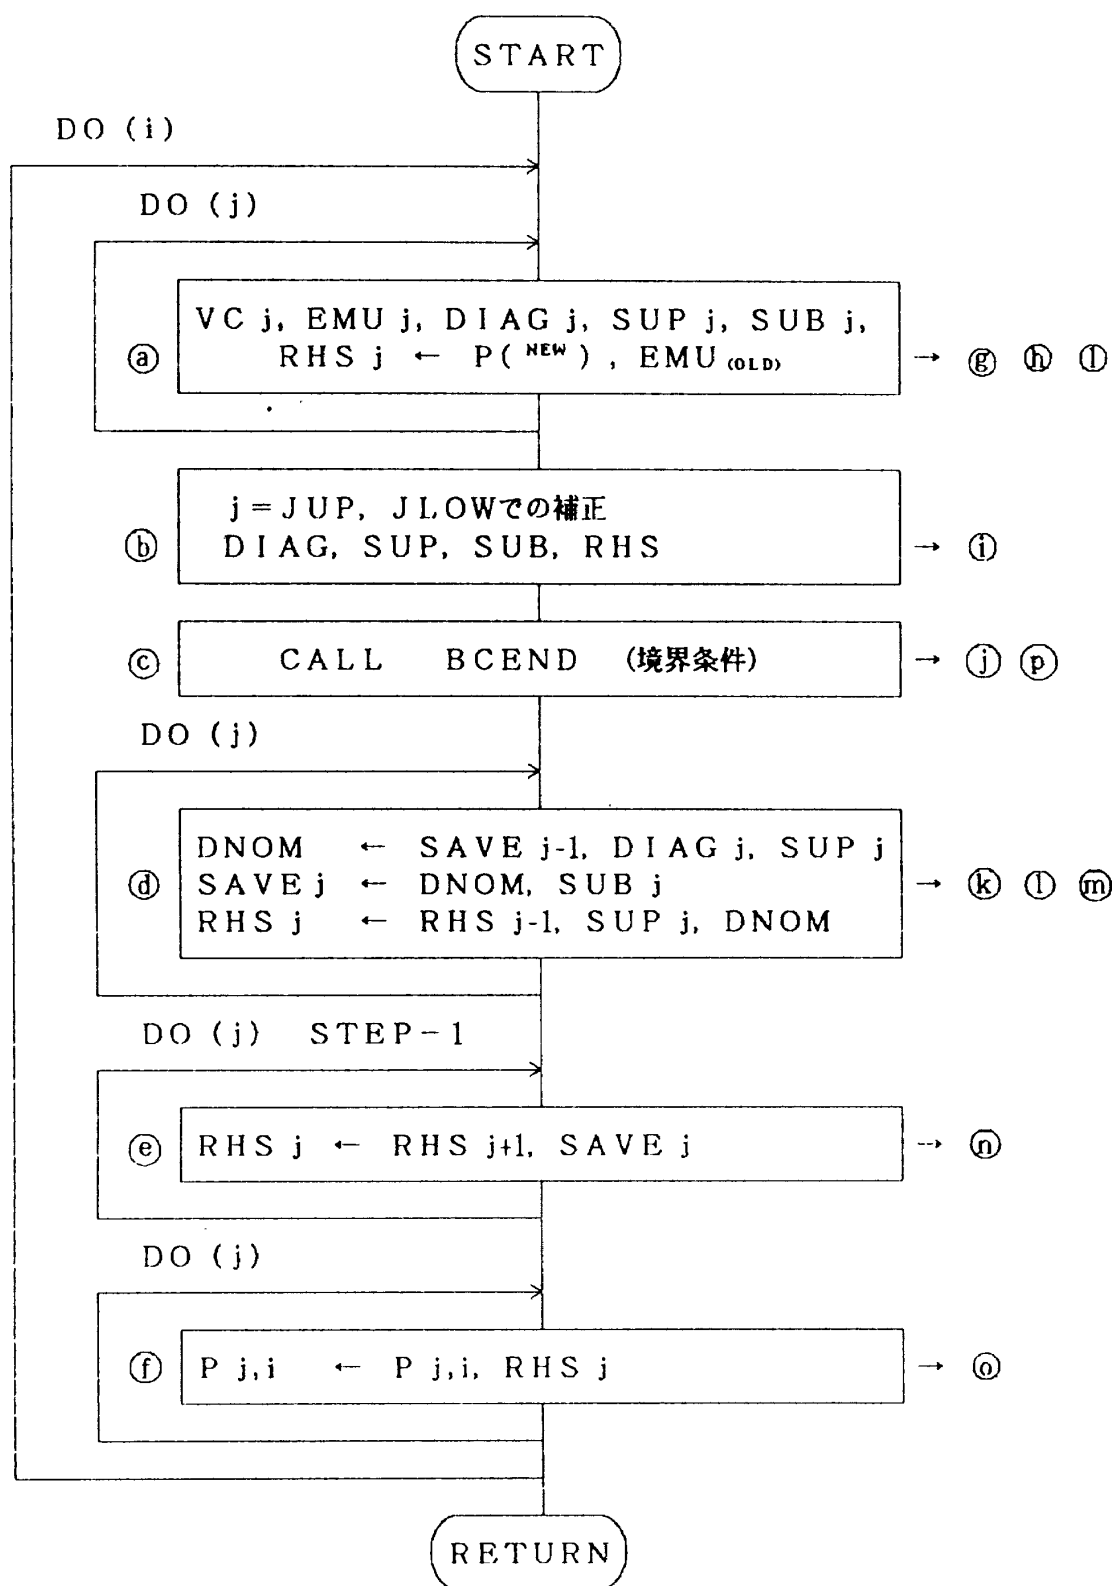 START
DO (i)
DO (j)
VC j, EMU j, DIAG j, SUP j, SUB j,
ⓐ RHS j ← P( NEW ) , EMU (OLD) → ⓖ ⓗ ⓛ
j=JUP, JLOWでの補正
ⓑ DIAG, SUP, SUB, RHS → ⓘ
ⓒ CALL BCEND (境界条件) → ⓙ ⓟ
DO (j)
DNOM ← SAVE j-1, DIAG j, SUP j
ⓓ SAVE j ← DNOM, SUB j → ⓚ ⓛ ⓜ
RHS j ← RHS j-1, SUP j, DNOM
DO (j) STEP-1
ⓔ RHS j ← RHS j+1, SAVE j → ⓝ
DO (j)
ⓕ P j,i ← P j,i, RHS j → ⓞ
RETURN